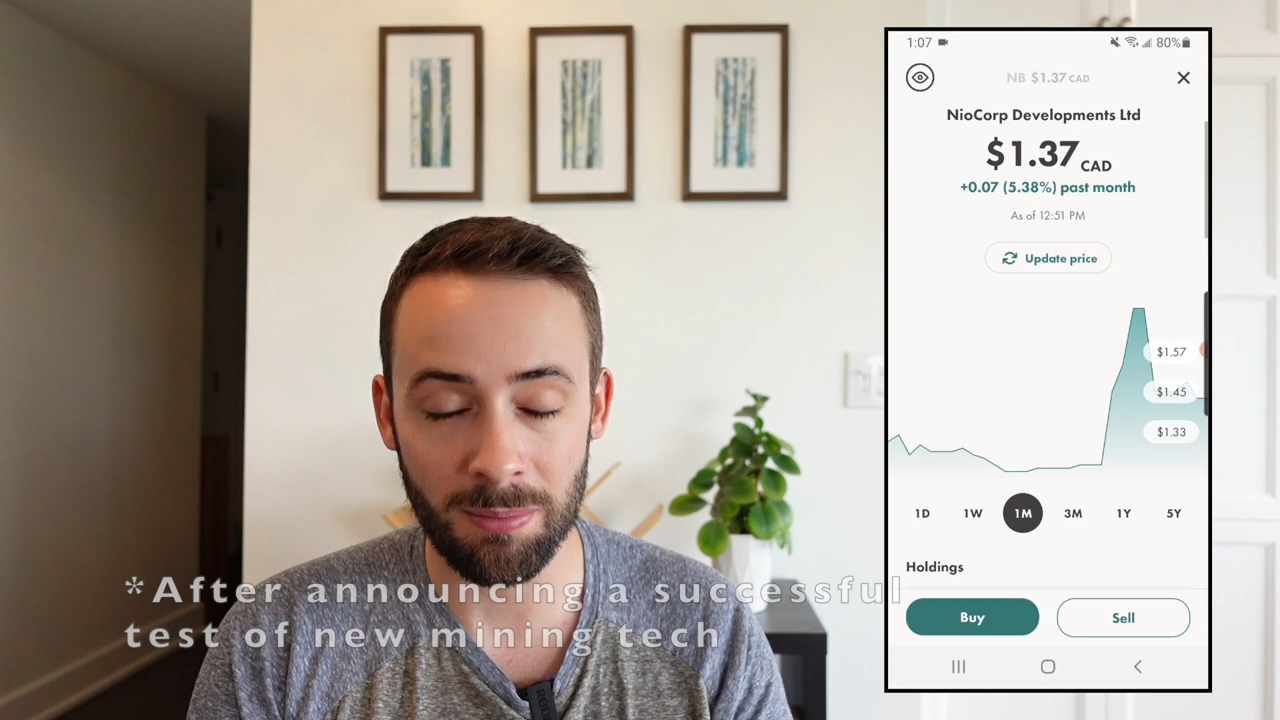 1:07
80%
NB $1.37 CAD
NioCorp Developments Ltd
$1.37 CAD
+0.07 (5.38%) past month
As of 12:51 PM
Update price
$1.57
$1.45
$1.33
1D 1W 1M 3M 1Y 5Y
Holdings
Buy Sell
*After announcing a successful
test of new mining tech